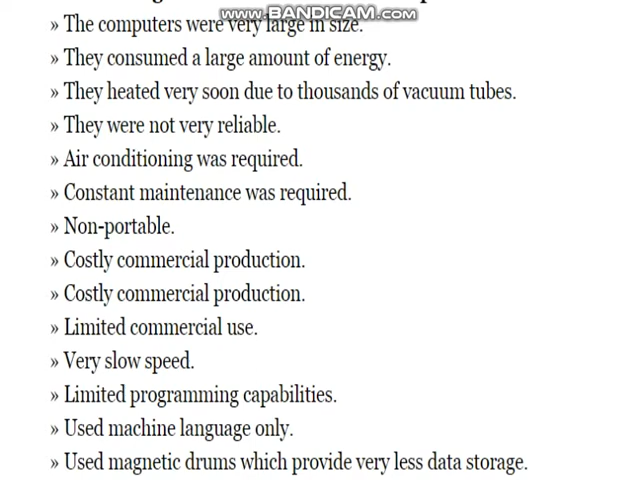 www.BANDICAM.com
» The computers were very large in size.
» They consumed a large amount of energy.
» They heated very soon due to thousands of vacuum tubes.
» They were not very reliable.
» Air conditioning was required.
» Constant maintenance was required.
» Non-portable.
» Costly commercial production.
» Costly commercial production.
» Limited commercial use.
» Very slow speed.
» Limited programming capabilities.
» Used machine language only.
» Used magnetic drums which provide very less data storage.